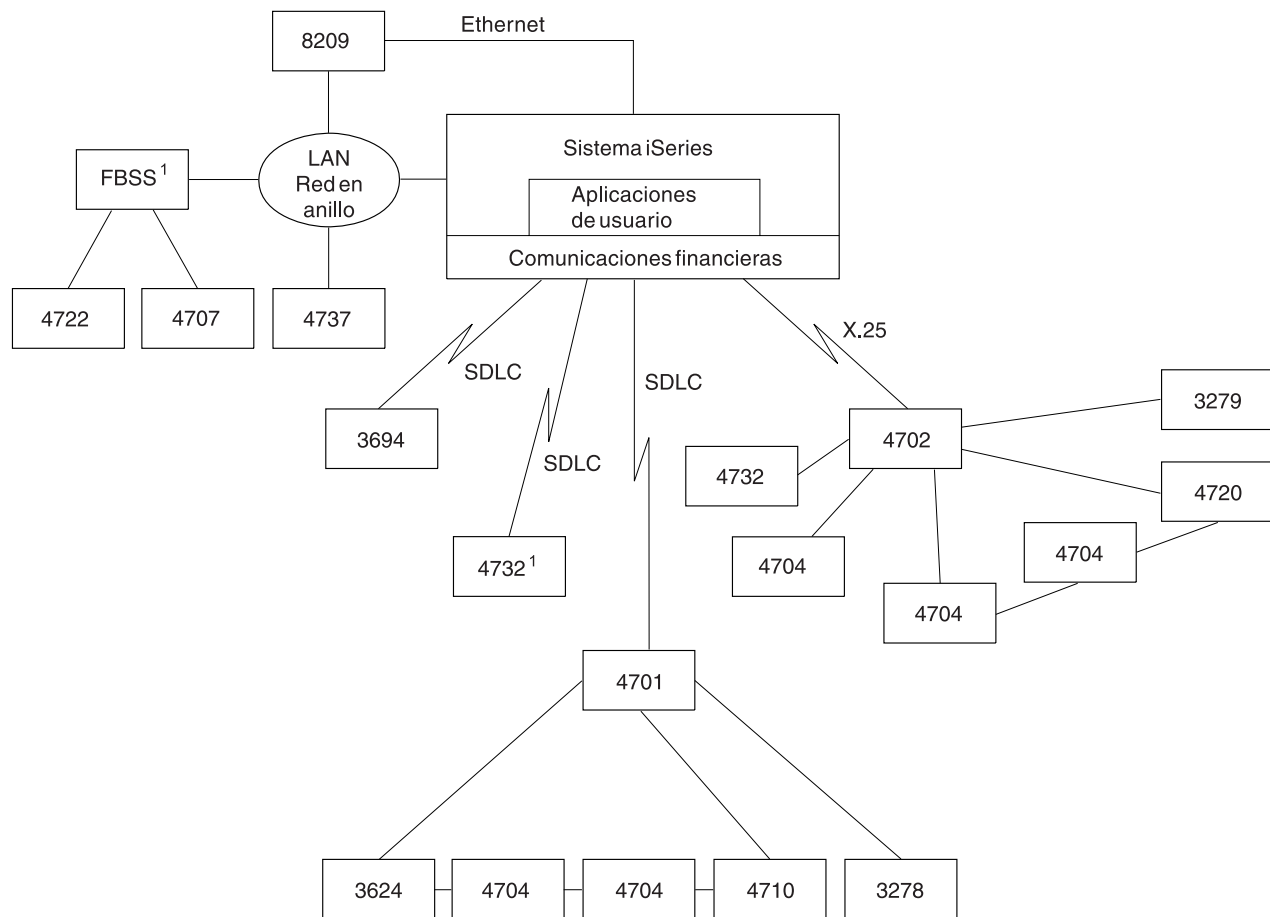 Ethernet
8209
Sistema iSeries
LAN
Red en
anillo
FBSS¹
Aplicaciones
de usuario
Comunicaciones financieras
4722
4707
4737
X.25
SDLC
SDLC
3279
3694
4702
SDLC
4732
4720
4732¹
4704
4704
4704
4701
3624
4704
4704
4710
3278